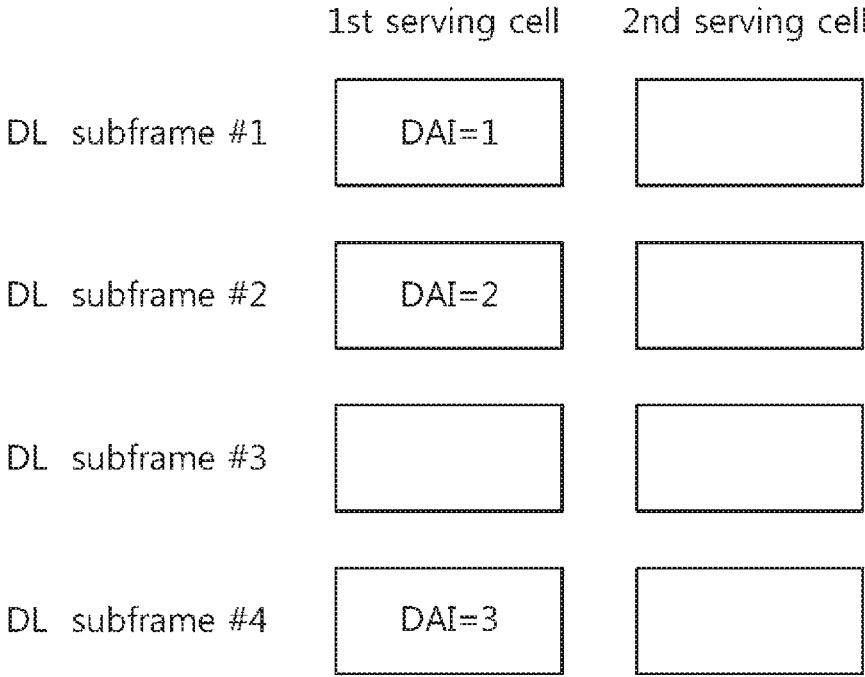 1st serving cell 2nd serving cell
DL subframe #1 DAI=1
DL subframe #2 DAI=2
DL subframe #3
DL subframe #4 DAI=3